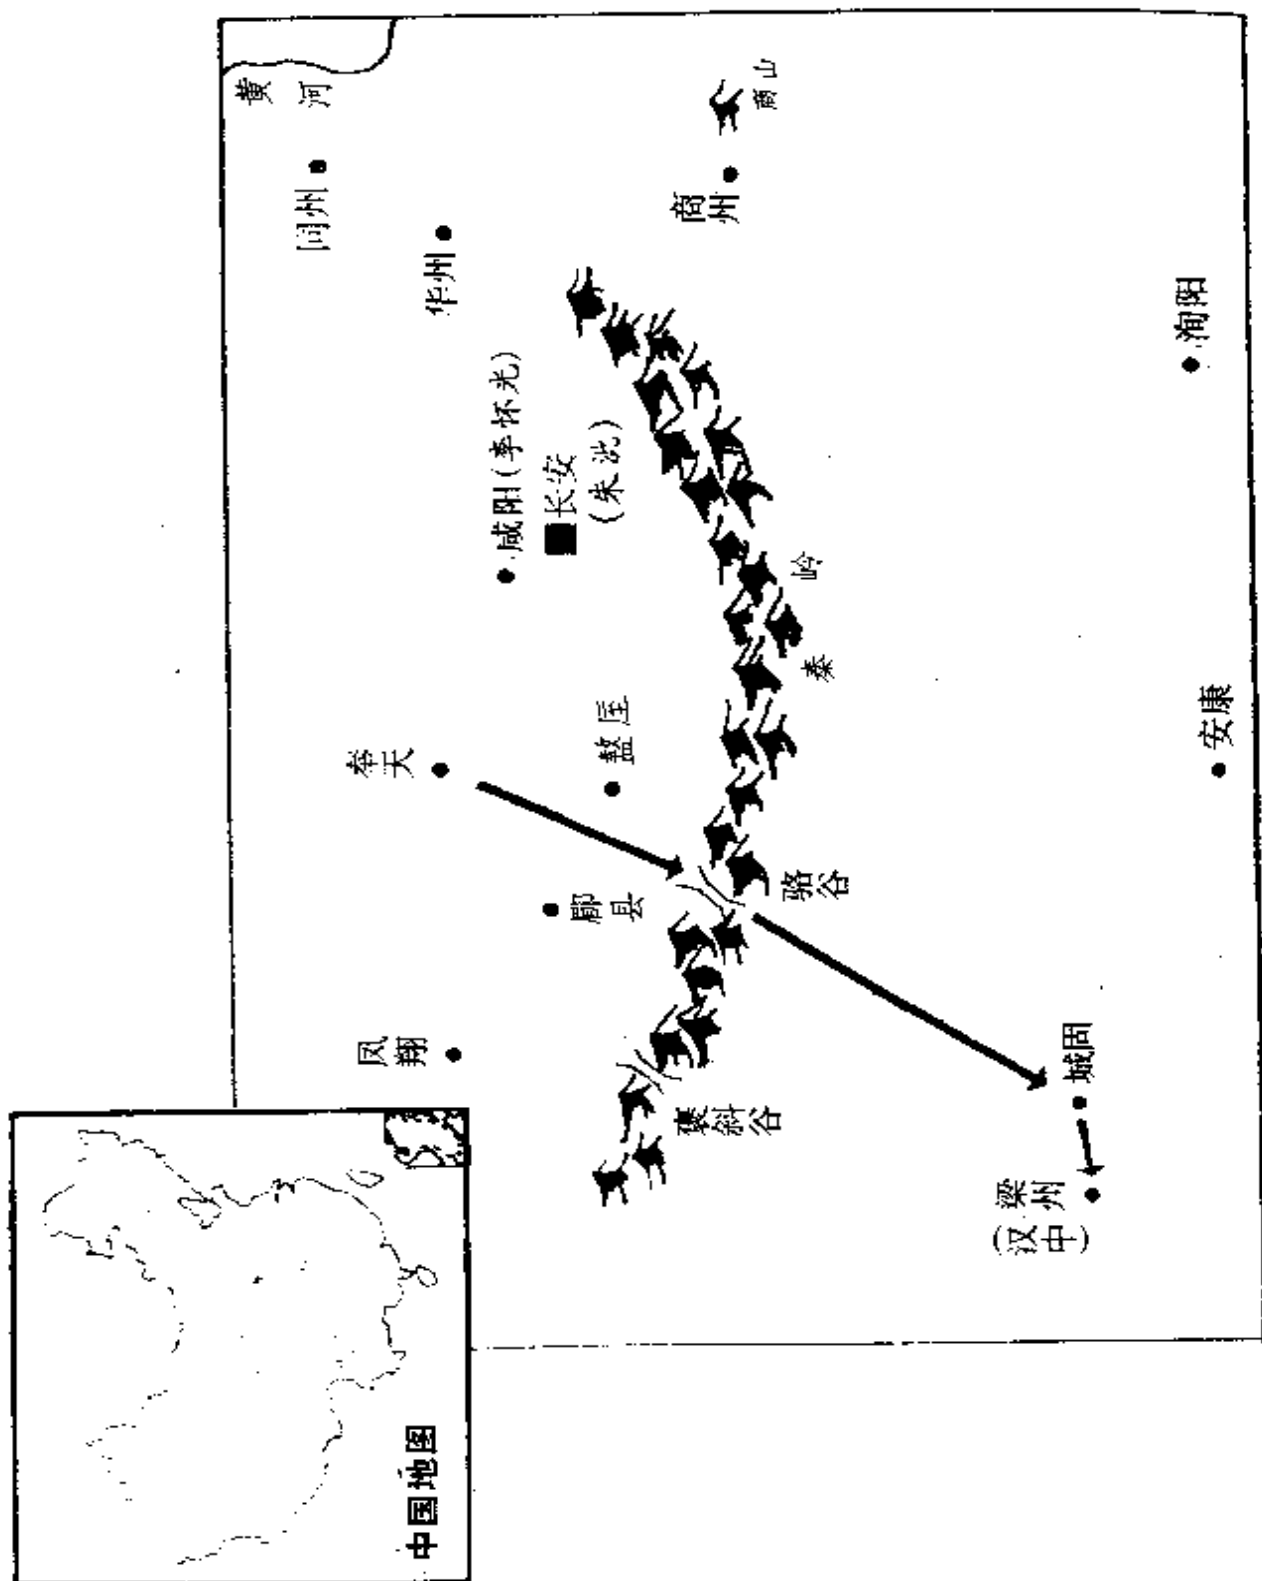 黄河
同州
华州
商山
商州
咸阳(李怀光)
长安
(朱泚)
洵阳
秦岭
奉天
盩厔
安康
郿县
骆谷
凤翔
褒斜谷
城固
梁州
(汉中)
中国地图